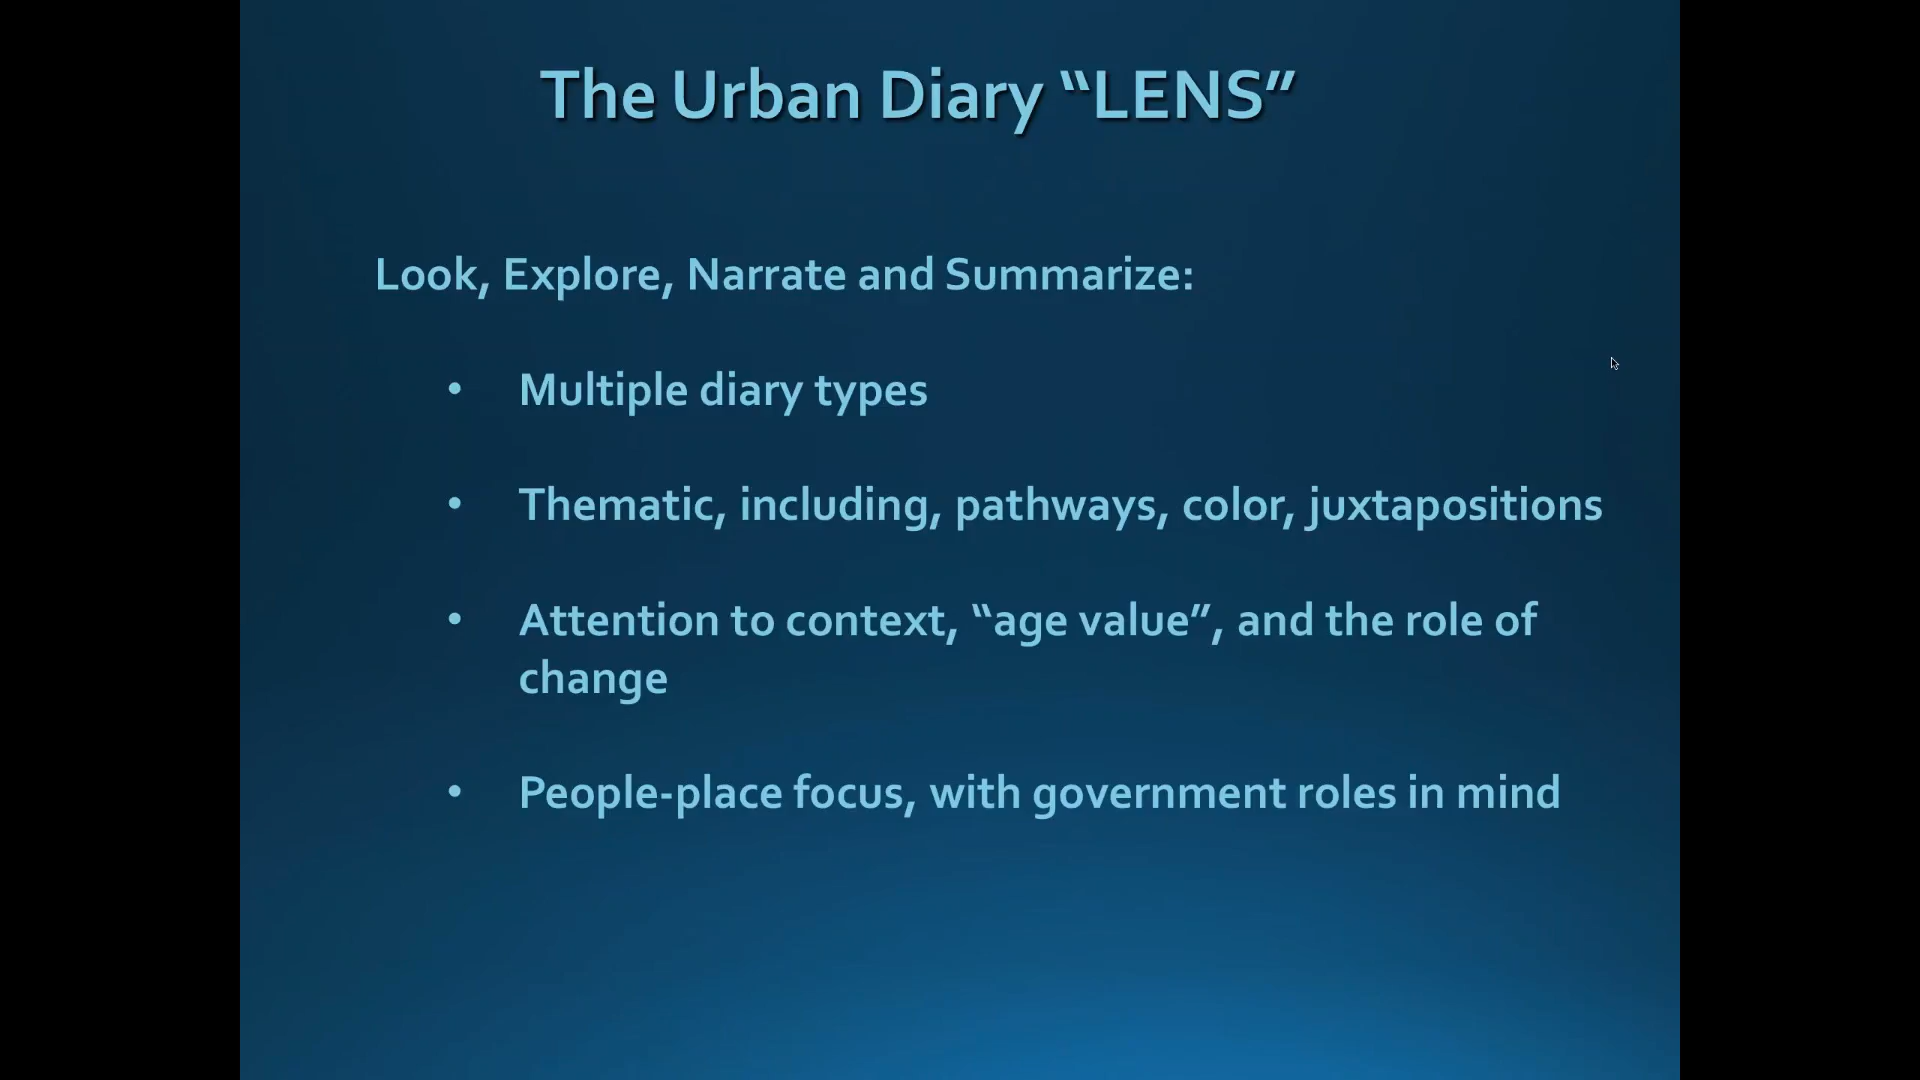 The Urban Diary “LENS”
Look, Explore, Narrate and Summarize:
• Multiple diary types
• Thematic, including, pathways, color, juxtapositions
• Attention to context, “age value”, and the role of
change
• People-place focus, with government roles in mind